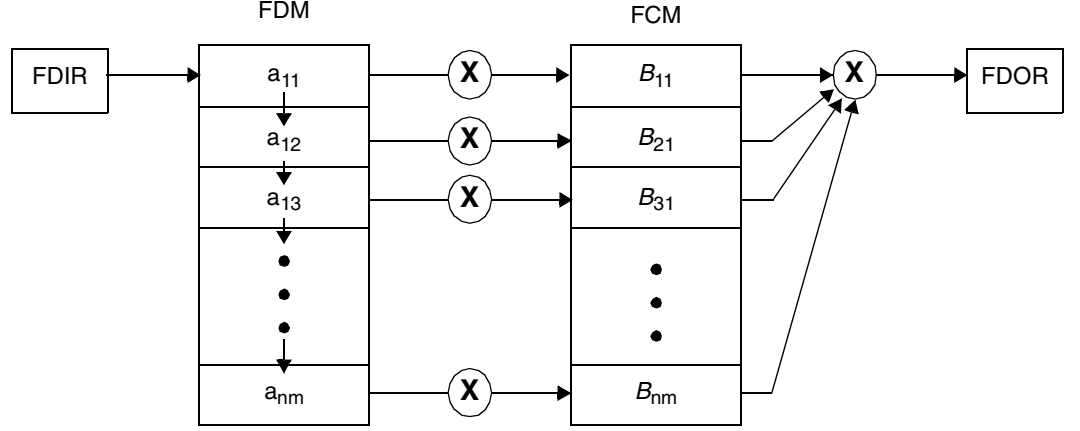 FDM FCM
FDIR a₁₁ X B₁₁ X FDOR
a₁₂ X B₂₁
a₁₃ X B₃₁
aₙₘ X Bₙₘ